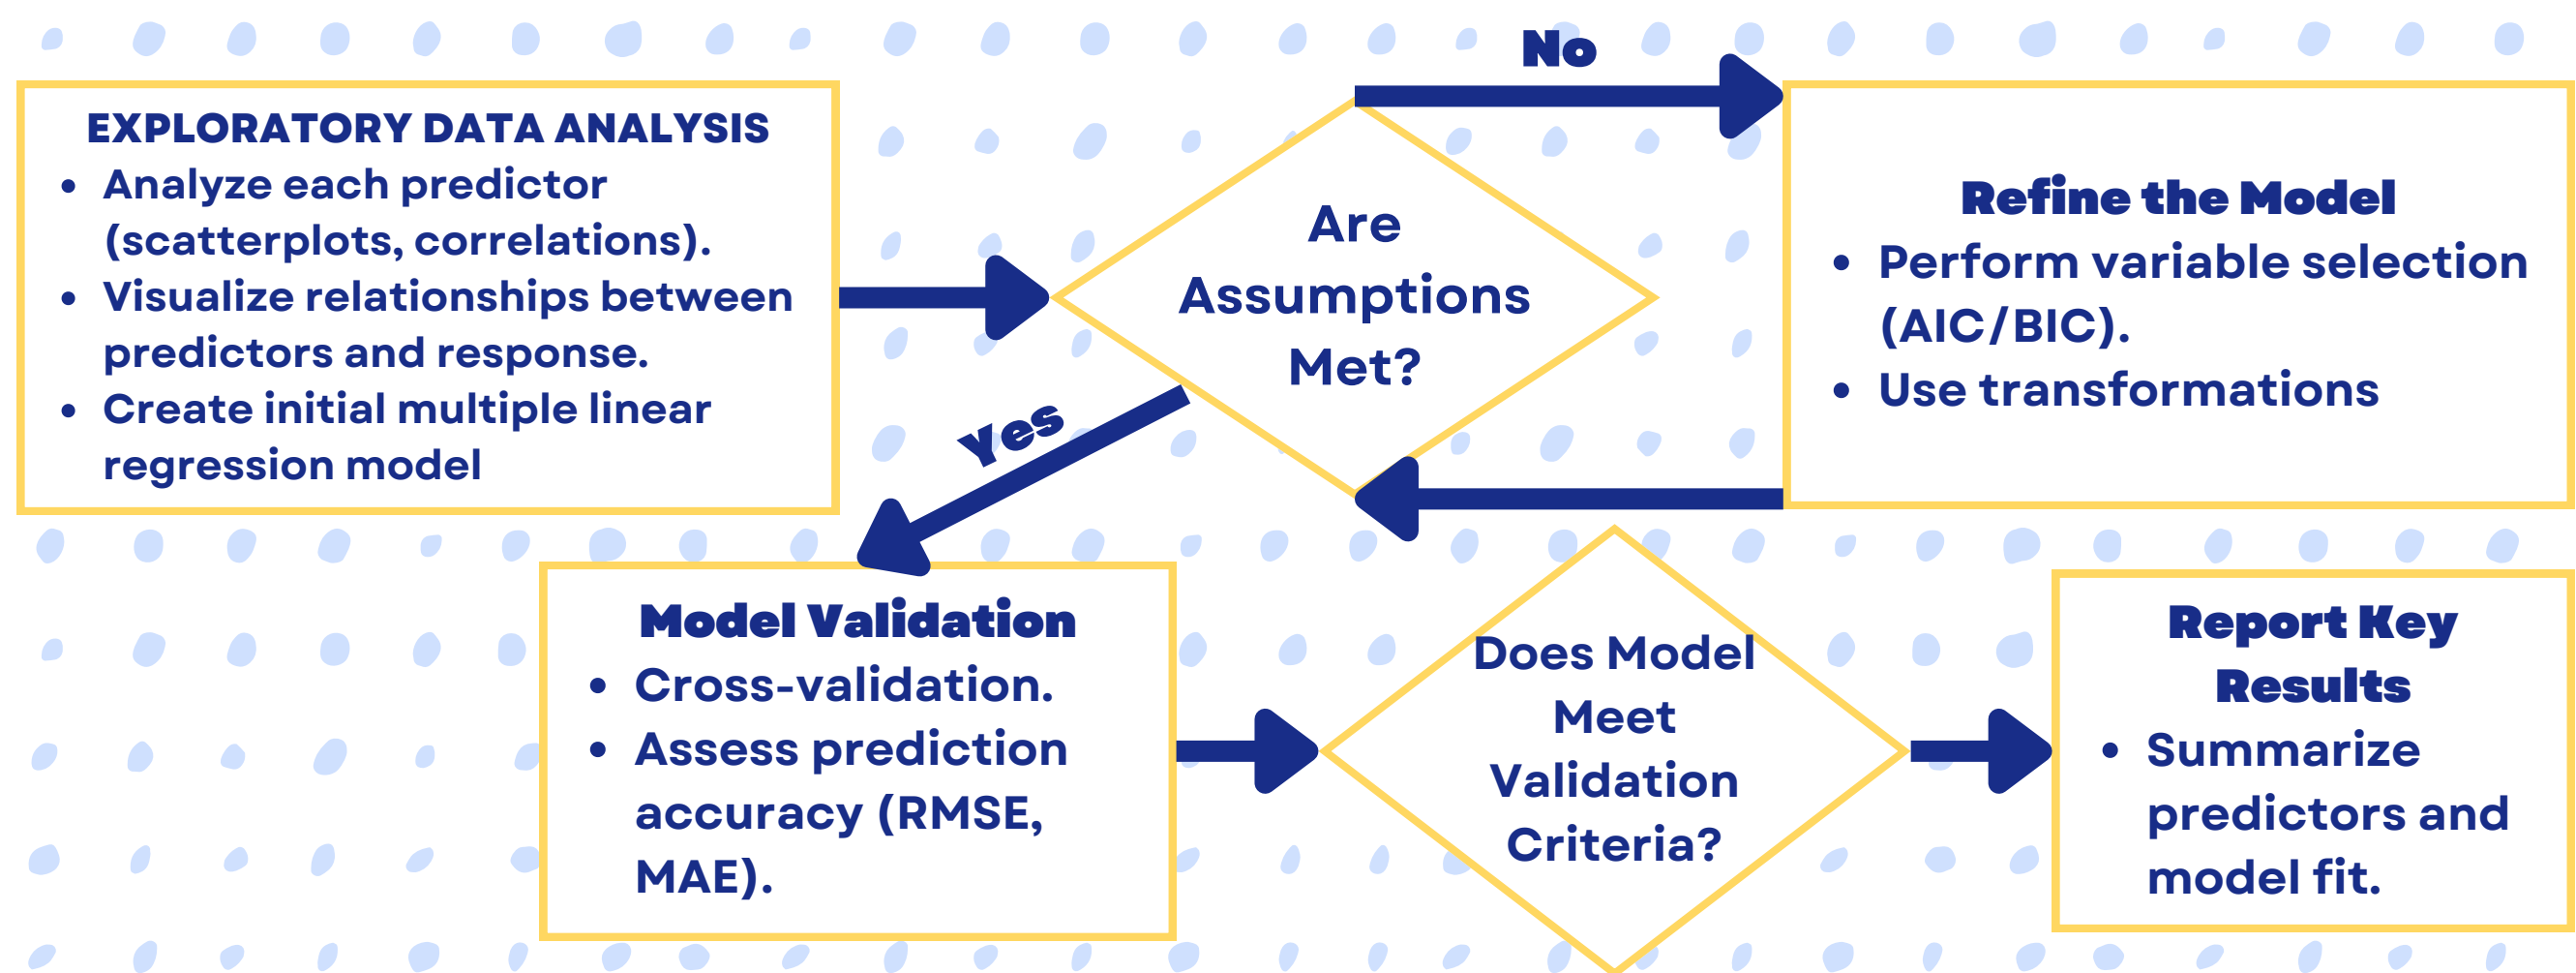 EXPLORATORY DATA ANALYSIS
• Analyze each predictor
(scatterplots, correlations).
• Visualize relationships between
predictors and response.
• Create initial multiple linear
regression model
Are
Assumptions
Met?
No
Refine the Model
• Perform variable selection
(AIC/BIC).
• Use transformations
Yes
Model Validation
• Cross-validation.
• Assess prediction
accuracy (RMSE,
MAE).
Does Model
Meet
Validation
Criteria?
Report Key
Results
• Summarize
predictors and
model fit.